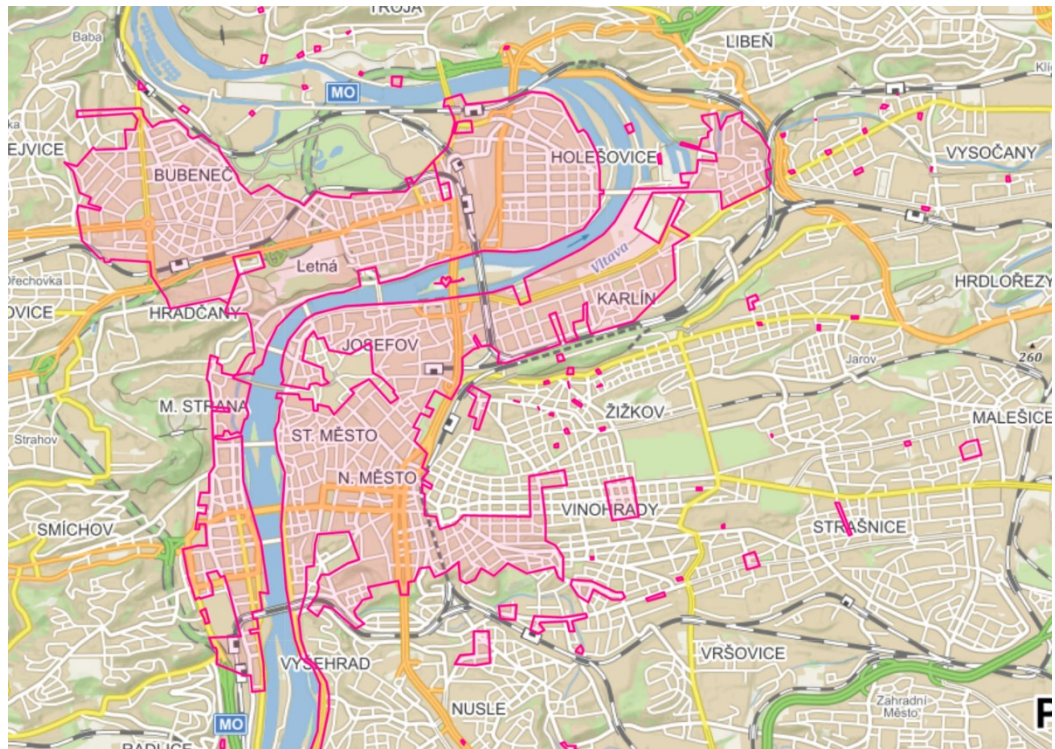 TROJA
Baba
LIBEŇ
Klí
MO
EJVICE
BUBENEČ
HOLEŠOVICE
VYSOČANY
Letná
Vltava
Ořechovka
HRDLOŘEZY
OVICE
HRADČANY
KARLÍN
JOSEFOV
Jarov
260
M. STRANA
ŽIŽKOV
MALEŠICE
Strahov
ST. MĚSTO
N. MĚSTO
VINOHRADY
SMÍCHOV
STRAŠNICE
VYŠEHRAD
VRŠOVICE
NUSLE
Zahradní
Město
MO
P
RADLICE